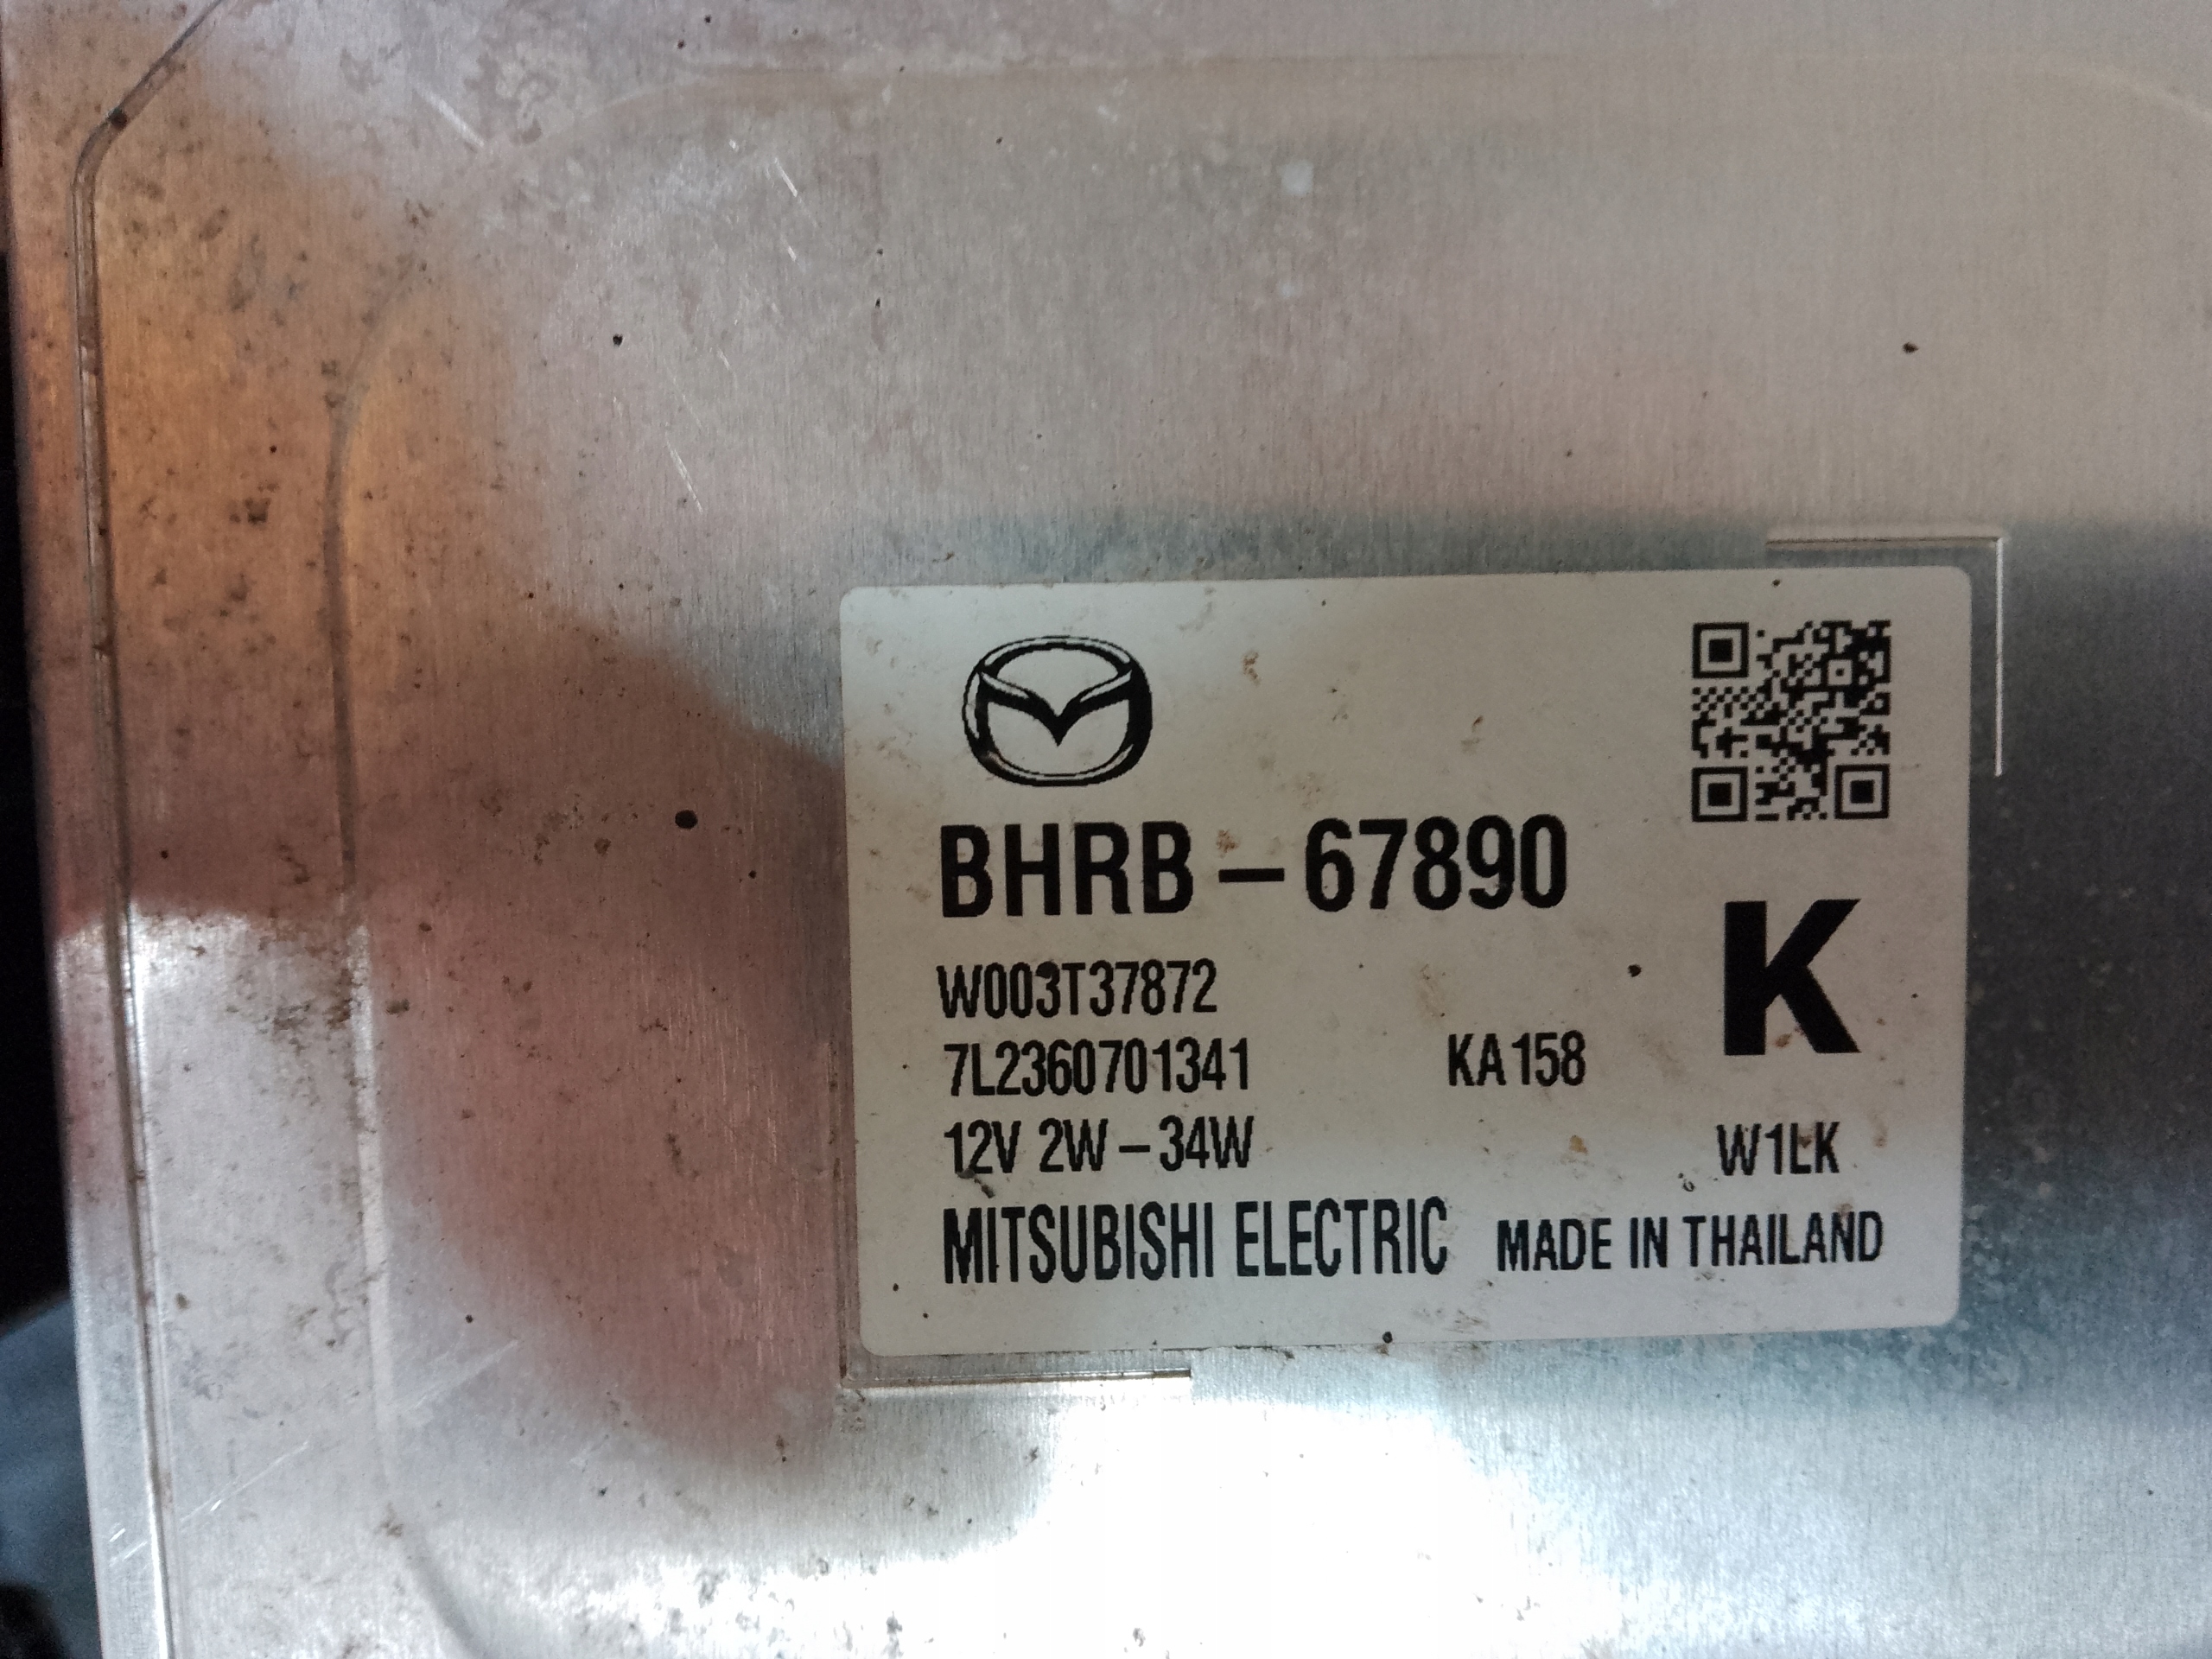 BHRB-67890
K
W003T37872
7L2360701341 KA158
12V 2W-34W W1LK
MITSUBISHI ELECTRIC MADE IN THAILAND